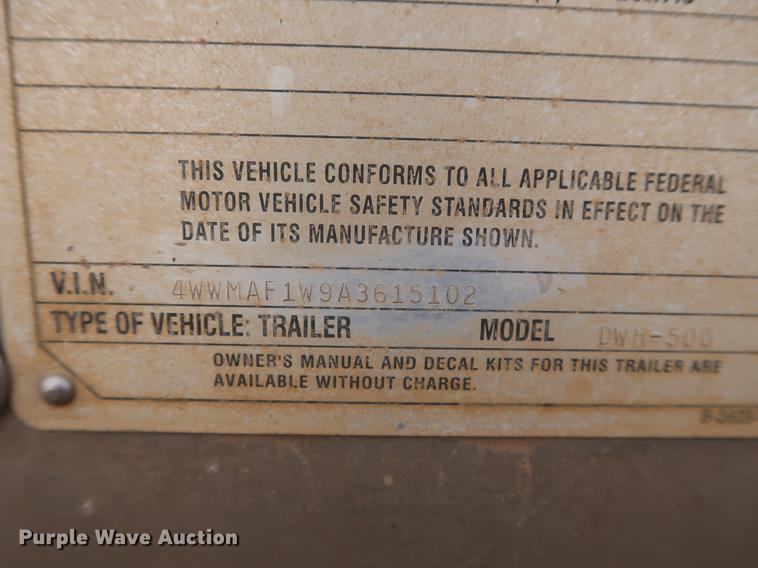 THIS VEHICLE CONFORMS TO ALL APPLICABLE FEDERAL
MOTOR VEHICLE SAFETY STANDARDS IN EFFECT ON THE
DATE OF ITS MANUFACTURE SHOWN.
V.I.N. 4WWMAF1W9A3615102
TYPE OF VEHICLE: TRAILER MODEL DWH-500
OWNER'S MANUAL AND DECAL KITS FOR THIS TRAILER ARE
AVAILABLE WITHOUT CHARGE.
Purple Wave Auction